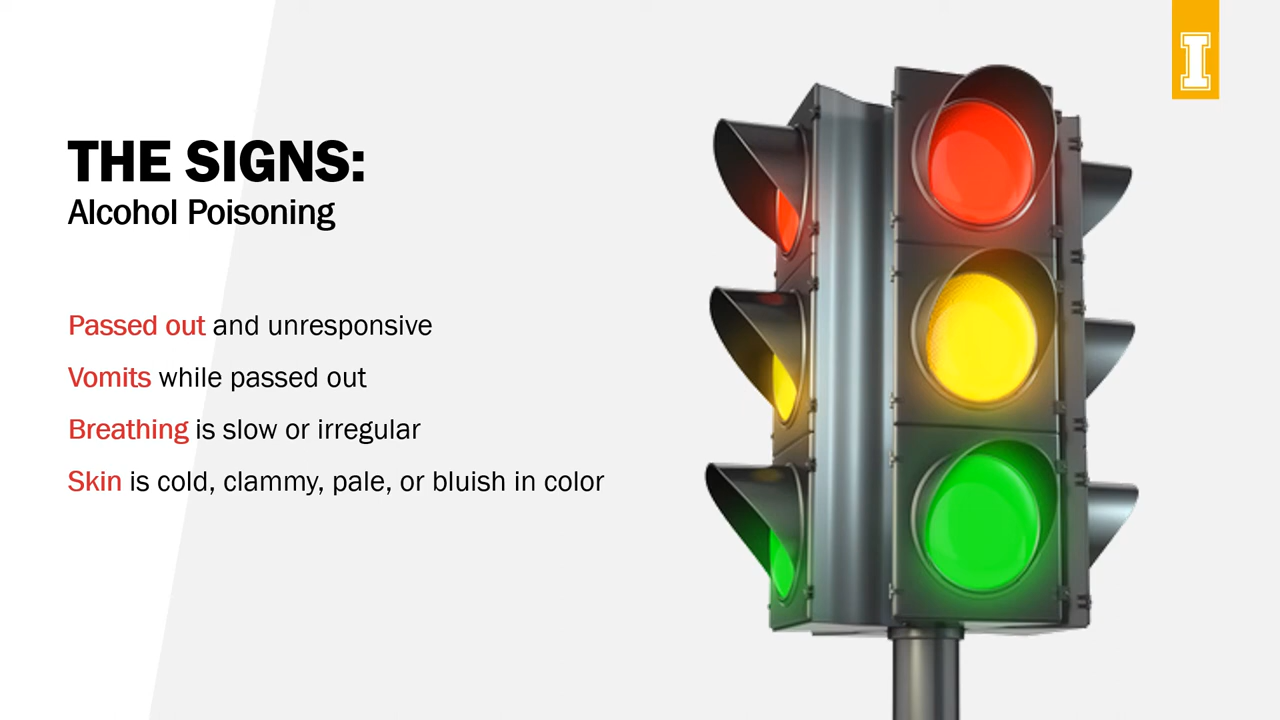 THE SIGNS:
Alcohol Poisoning
Passed out and unresponsive
Vomits while passed out
Breathing is slow or irregular
Skin is cold, clammy, pale, or bluish in color
I